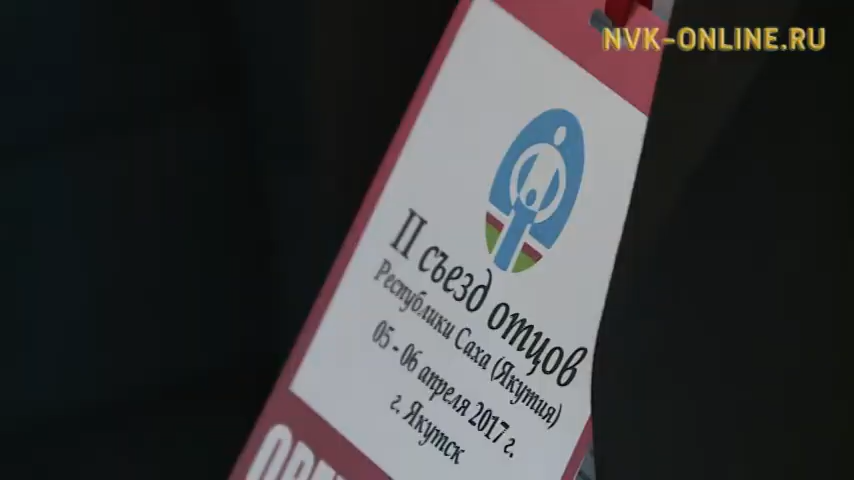 NVK-ONLINE.RU
II съезд отцов
Республики Саха (Якутия)
05 - 06 апреля 2017 г.
г. Якутск